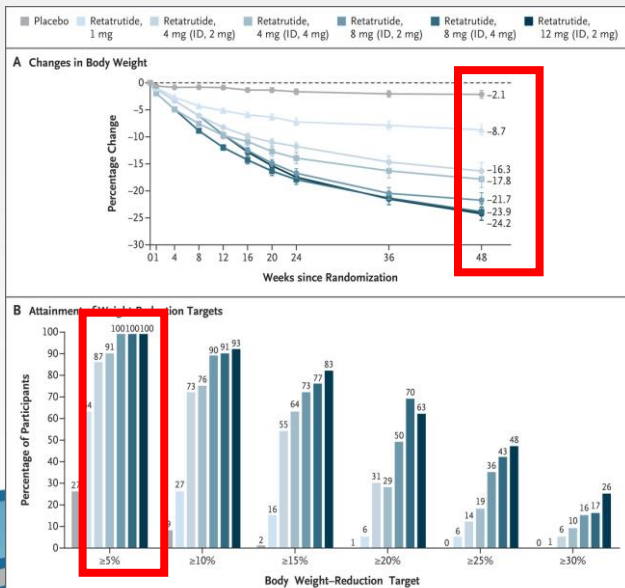 Placebo
Retatrutide, 1 mg
Retatrutide, 4 mg (ID, 2 mg)
Retatrutide, 4 mg (ID, 4 mg)
Retatrutide, 8 mg (ID, 2 mg)
Retatrutide, 8 mg (ID, 4 mg)
Retatrutide, 12 mg (ID, 2 mg)
A Changes in Body Weight
Percentage Change
0
−5
−10
−15
−20
−25
−30
−2.1
−8.7
−16.3
−17.8
−21.7
−23.9
−24.2
0 1 4 8 12 16 20 24 36 48
Weeks since Randomization
B Attainment of Weight-Reduction Targets
Percentage of Participants
100
90
80
70
60
50
40
30
20
10
0
27 87 91 100 100 100
9 27 73 76 90 91 93
2 16 55 64 73 77 83
1 6 31 29 50 70 63
0 6 14 19 36 43 48
0 1 6 10 16 17 26
≥5% ≥10% ≥15% ≥20% ≥25% ≥30%
Body Weight–Reduction Target